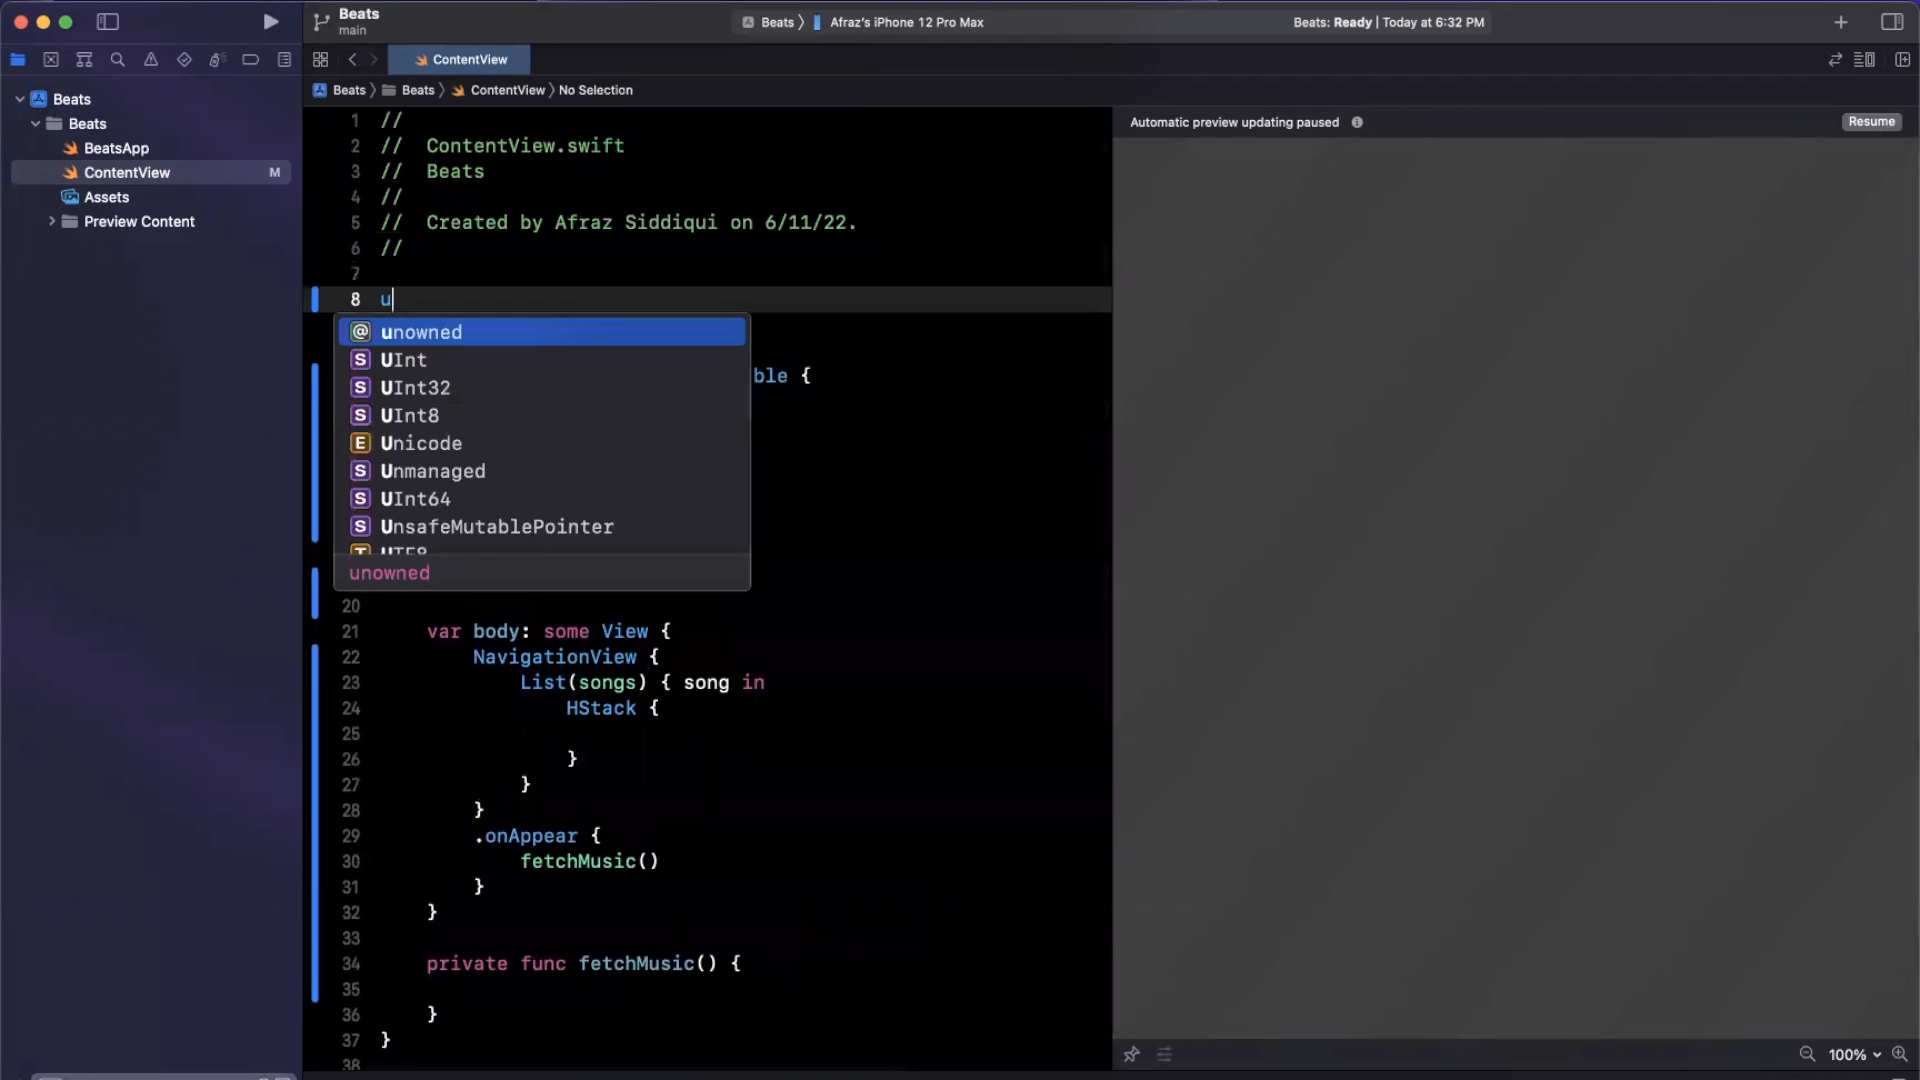 Beats
main
Beats 〉 Afraz's iPhone 12 Pro Max
Beats: Ready | Today at 6:32 PM
ContentView
Beats 〉 Beats 〉 ContentView 〉 No Selection
Beats
Beats
BeatsApp
ContentView M
Assets
Preview Content
1 //
2 //  ContentView.swift
3 //  Beats
4 //
5 //  Created by Afraz Siddiqui on 6/11/22.
6 //
7
8 u
@ unowned
S UInt
S UInt32
S UInt8
E Unicode
S Unmanaged
S UInt64
S UnsafeMutablePointer
T UTF8
unowned
ble {
20
21 var body: some View {
22 NavigationView {
23 List(songs) { song in
24 HStack {
25
26 }
27 }
28 }
29 .onAppear {
30 fetchMusic()
31 }
32 }
33
34 private func fetchMusic() {
35
36 }
37 }
38
Automatic preview updating paused
Resume
100%